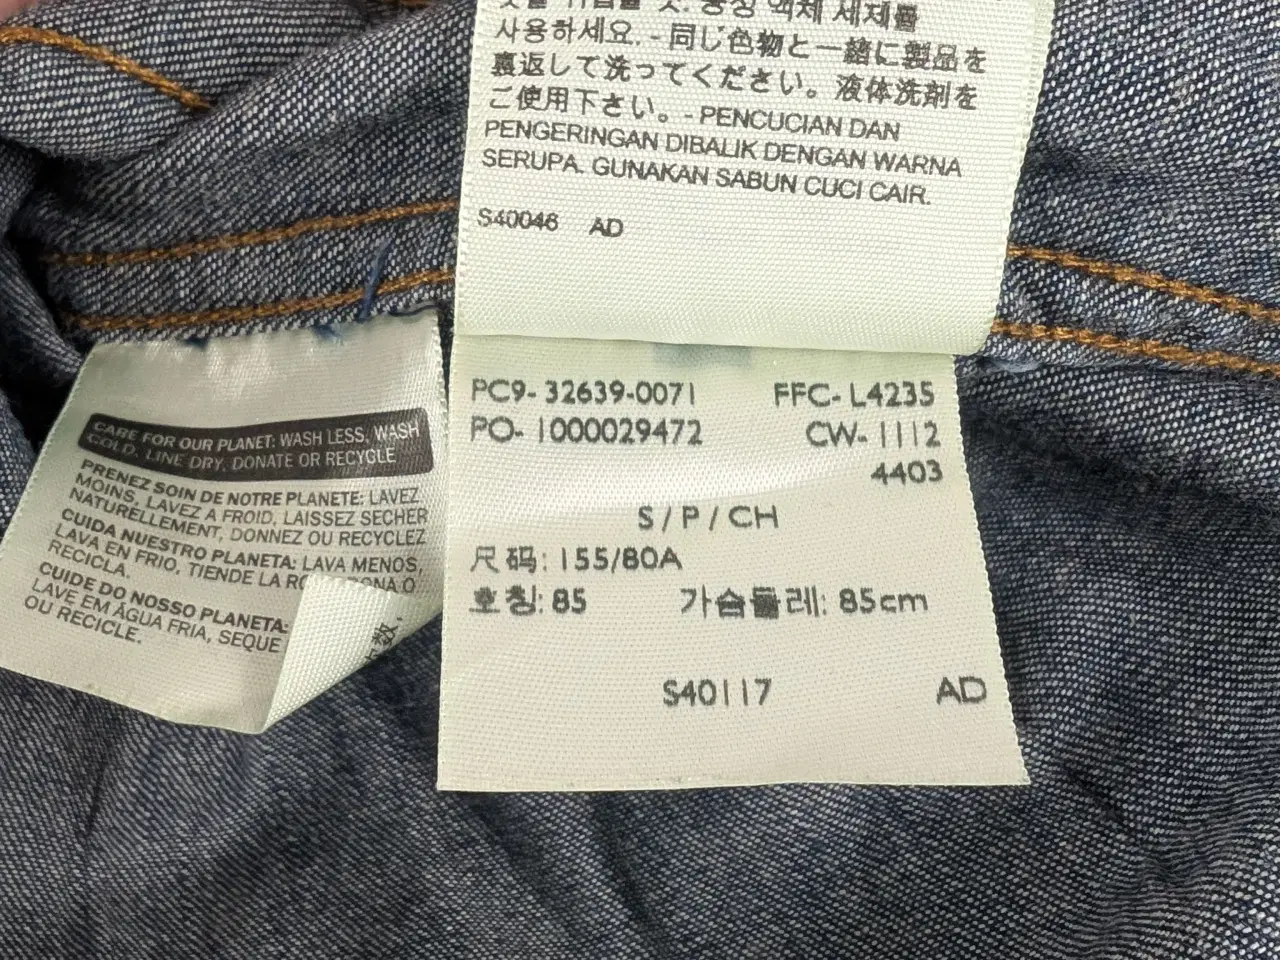 사용하세요. - 同じ色物と一緒に製品を
裏返して洗ってください。液体洗剤を
ご使用下さい。- PENCUCIAN DAN
PENGERINGAN DIBALIK DENGAN WARNA
SERUPA. GUNAKAN SABUN CUCI CAIR.
S40046 AD
CARE FOR OUR PLANET: WASH LESS, WASH
COLD, LINE DRY, DONATE OR RECYCLE
PRENEZ SOIN DE NOTRE PLANETE: LAVEZ
MOINS, LAVEZ A FROID, LAISSEZ SECHER
NATURELLEMENT, DONNEZ OU RECYCLEZ
CUIDA NUESTRO PLANETA: LAVA MENOS,
LAVA EN FRIO, TIENDE LA RO ONA O
RECICLA.
CUIDE DO NOSSO PLANETA:
LAVE EM ÁGUA FRIA, SEQUE
OU RECICLE.
数,
PC9- 32639-0071 FFC- L4235
PO- 1000029472 CW- 1112
4403
S / P / CH
尺码: 155/80A
호칭: 85 가슴둘레: 85cm
S40117 AD